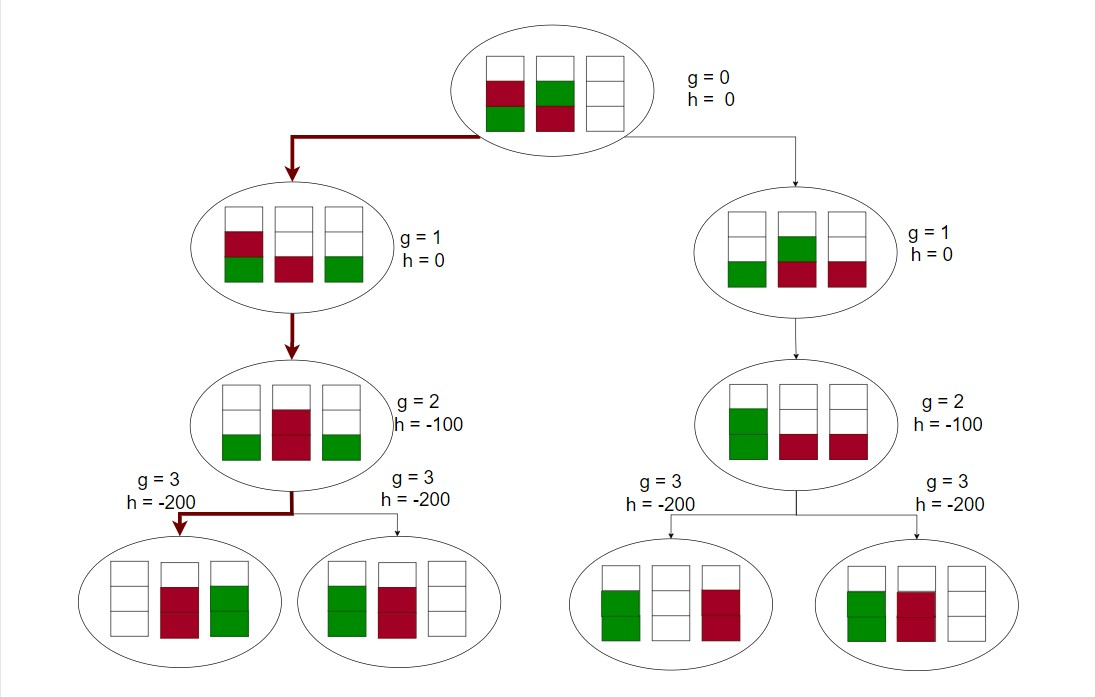 g = 0
h = 0
g = 1
h = 0
g = 1
h = 0
g = 2
h = -100
g = 2
h = -100
g = 3
h = -200
g = 3
h = -200
g = 3
h = -200
g = 3
h = -200